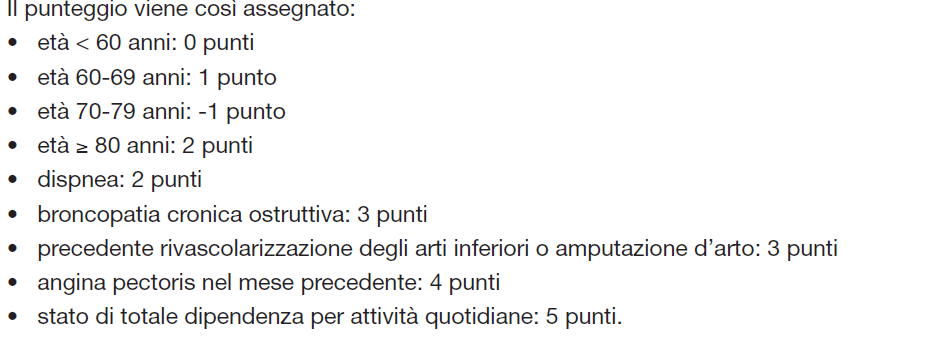 Il punteggio viene così assegnato:
• età < 60 anni: 0 punti
• età 60-69 anni: 1 punto
• età 70-79 anni: -1 punto
• età ≥ 80 anni: 2 punti
• dispnea: 2 punti
• broncopatia cronica ostruttiva: 3 punti
• precedente rivascolarizzazione degli arti inferiori o amputazione d’arto: 3 punti
• angina pectoris nel mese precedente: 4 punti
• stato di totale dipendenza per attività quotidiane: 5 punti.